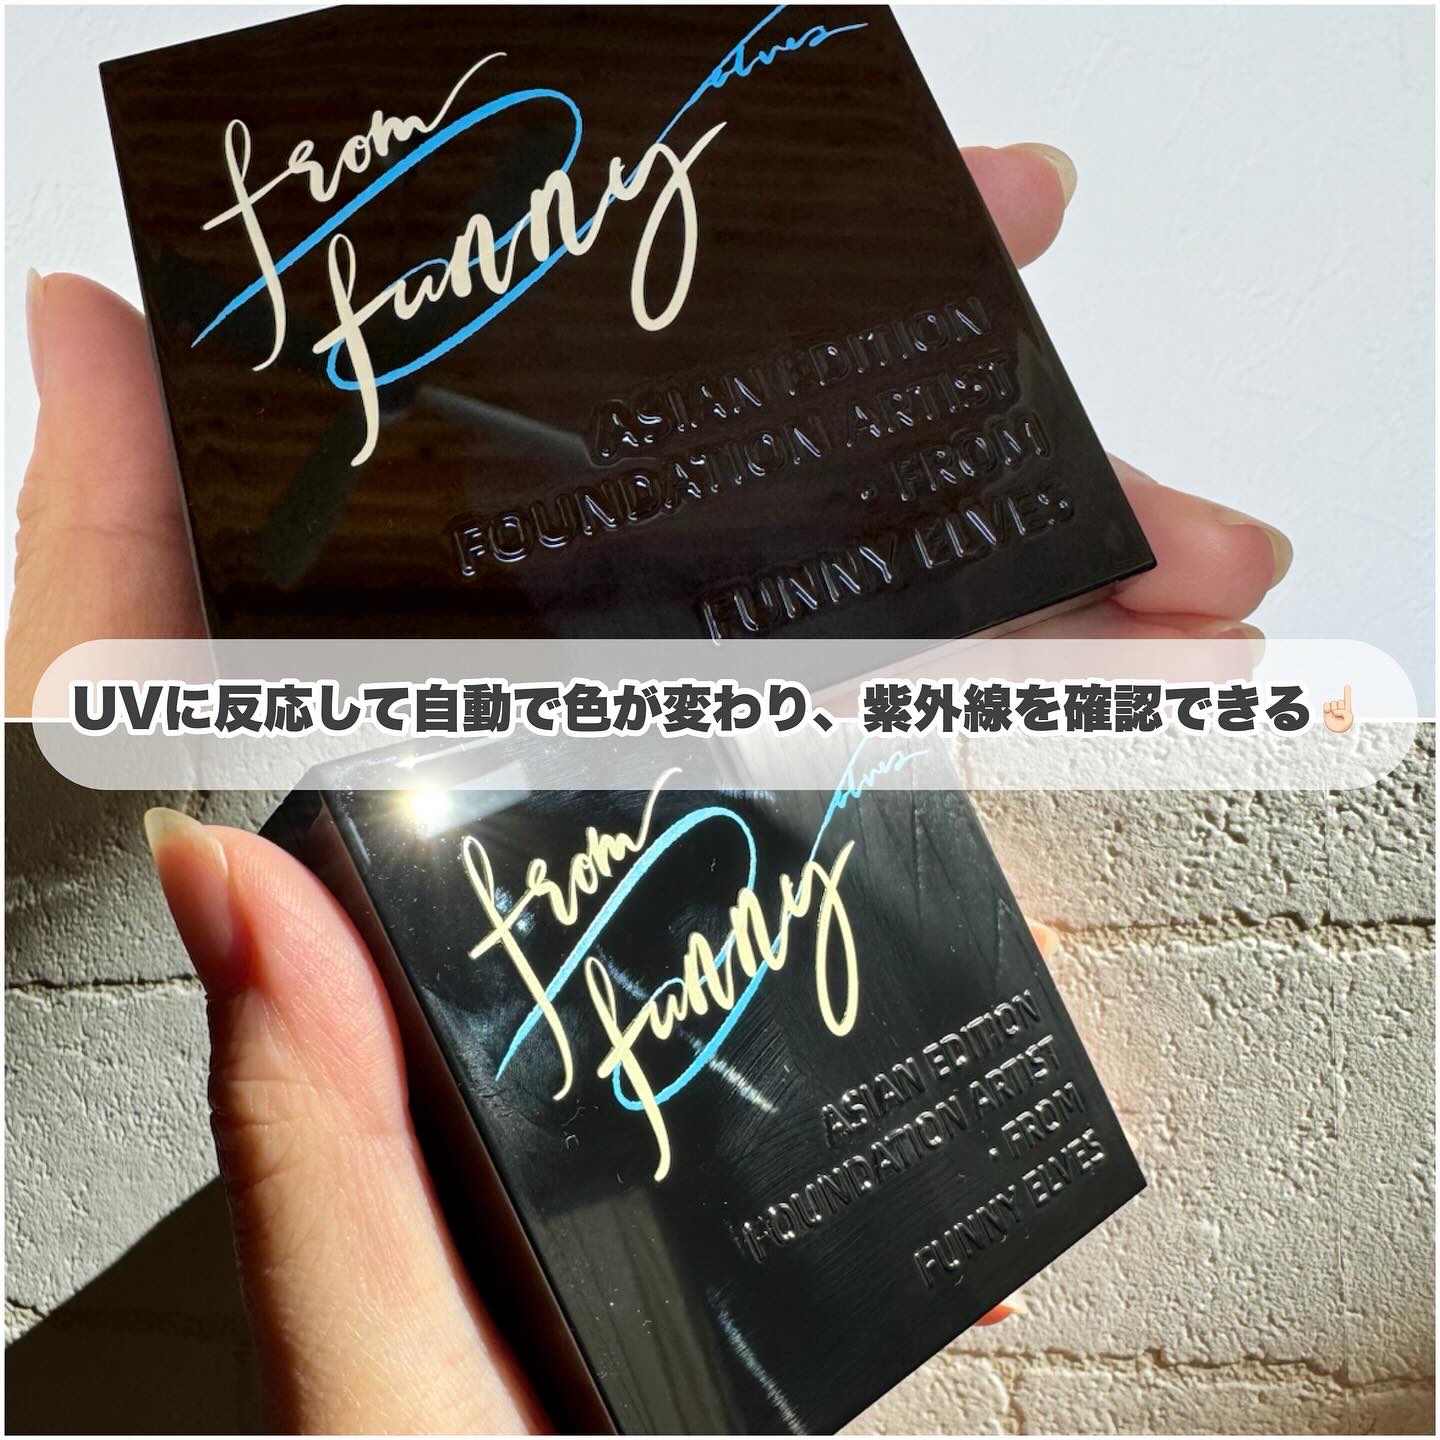 from
funny
elves
ASIAN EDITION
FOUNDATION ARTIST
· FROM
FUNNY ELVES
UVに反応して自動で色が変わり、紫外線を確認できる☝🏻
from
funny
elves
ASIAN EDITION
FOUNDATION ARTIST
· FROM
FUNNY ELVES